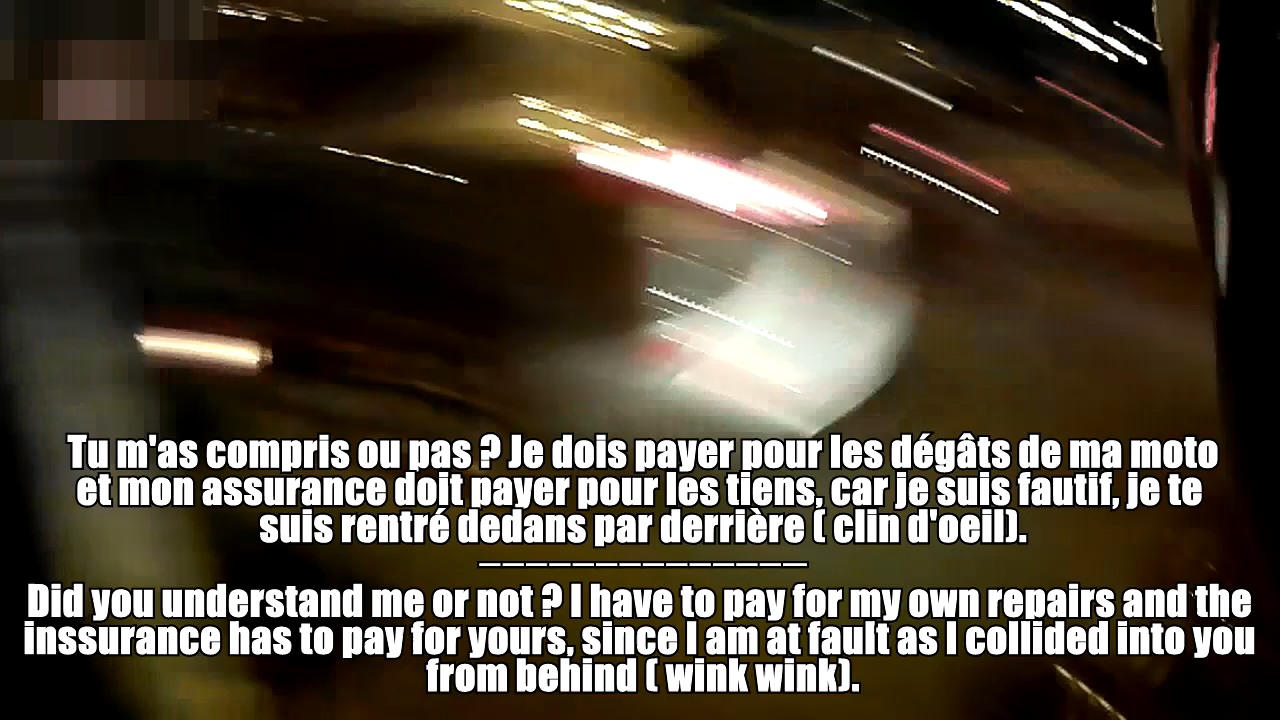 Tu m'as compris ou pas ? Je dois payer pour les dégâts de ma moto
et mon assurance doit payer pour les tiens, car je suis fautif, je te
suis rentré dedans par derrière ( clin d'oeil).
______________
Did you understand me or not ? I have to pay for my own repairs and the
inssurance has to pay for yours, since I am at fault as I collided into you
from behind ( wink wink).